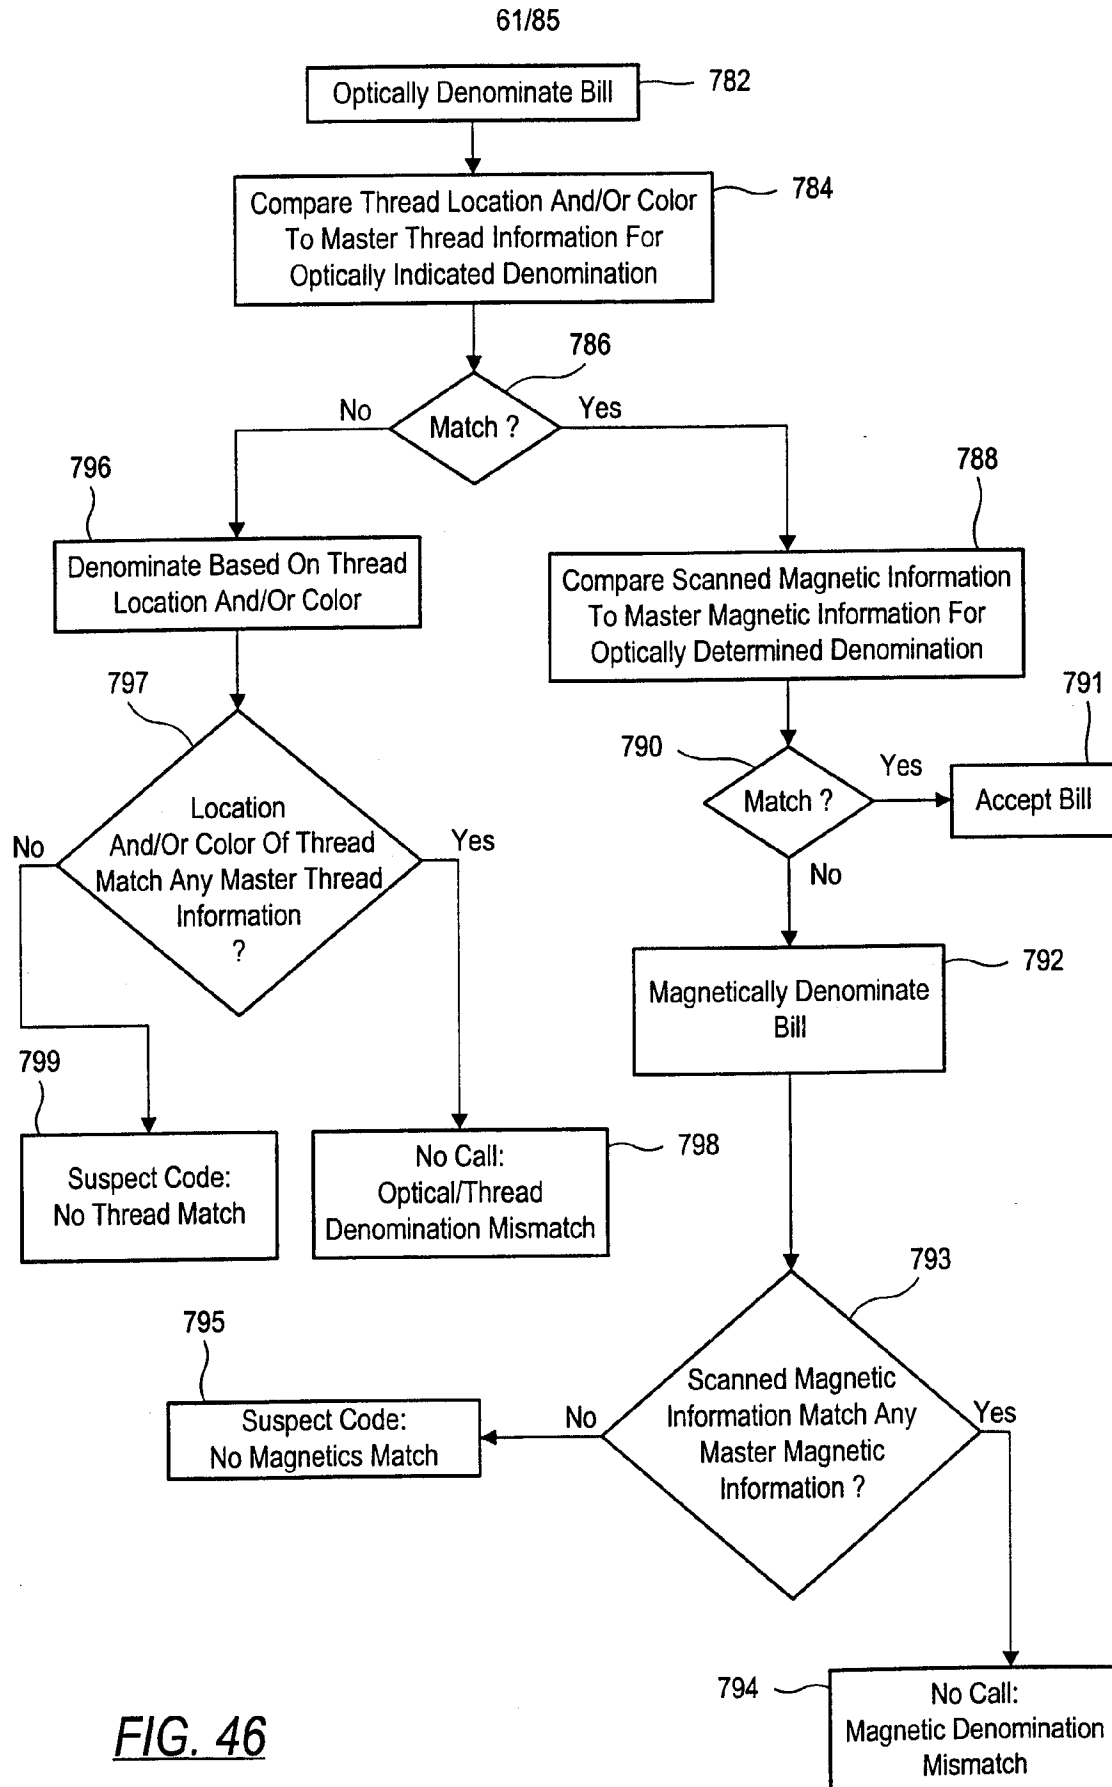 61/85
Optically Denominate Bill
782
Compare Thread Location And/Or Color
To Master Thread Information For
Optically Indicated Denomination
784
786
No
Match ?
Yes
796
Denominate Based On Thread
Location And/Or Color
788
Compare Scanned Magnetic Information
To Master Magnetic Information For
Optically Determined Denomination
797
Location
And/Or Color Of Thread
Match Any Master Thread
Information
?
No
Yes
790
Match ?
Yes
No
791
Accept Bill
792
Magnetically Denominate
Bill
799
Suspect Code:
No Thread Match
No Call:
Optical/Thread
Denomination Mismatch
798
793
Scanned Magnetic
Information Match Any
Master Magnetic
Information ?
No
Yes
795
Suspect Code:
No Magnetics Match
794
No Call:
Magnetic Denomination
Mismatch
FIG. 46